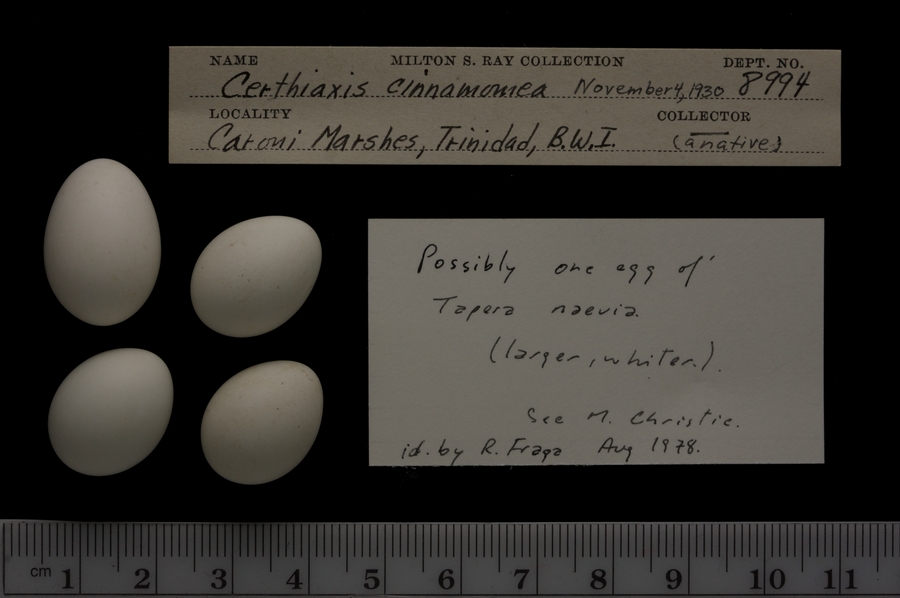 NAME MILTON S. RAY COLLECTION DEPT. NO.
Certhiaxis cinnamomea November 4, 1930 8994
LOCALITY COLLECTOR
Caroni Marshes, Trinidad, B.W.I. (a native)
Possibly one egg of
Tapera naevia.
(larger, whiter.).
See M. Christie.
id. by R. Fraga Aug 1978.
cm 1 2 3 4 5 6 7 8 9 10 11